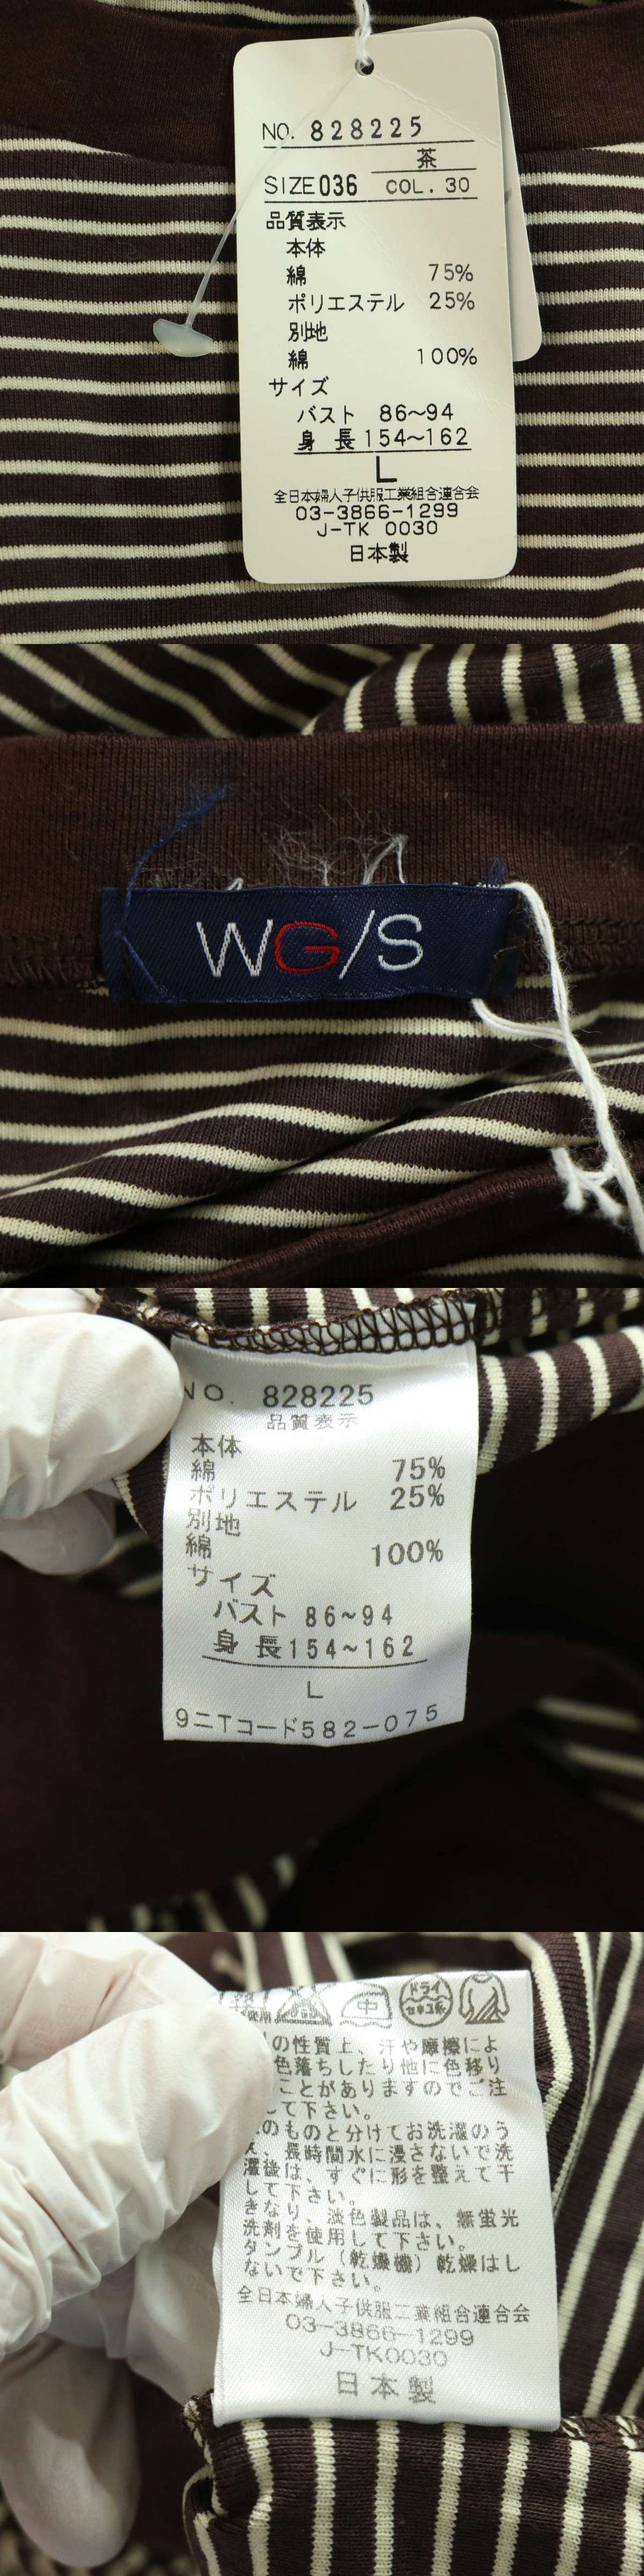 NO. 828225
茶
SIZE 036 COL. 30
品質表示
本体
綿 75%
ポリエステル 25%
別地
綿 100%
サイズ
バスト 86~94
身 長 154~162
L
全日本婦人子供服工業組合連合会
03-3866-1299
J-TK 0030
日本製
WG/S
NO. 828225
品質表示
本体
綿 75%
ポリエステル 25%
別地
綿 100%
サイズ
バスト 86~94
身 長 154~162
L
9ニTコード582-075
中
ドライ
セキユ系
の性質上、汗や摩擦によ
色落ちしたり他に色移り
ことがありますのでご注
して下さい。
のものと分けてお洗濯のう
え、長時間水に浸さないで洗
濯後は、すぐに形を整えて干
して下さい。
きなり、淡色製品は、無蛍光
洗剤を使用して下さい。
タンブル(乾燥機)乾燥はし
ないで下さい。
全日本婦人子供服工業組合連合会
03-3866-1299
J-TK0030
日本製